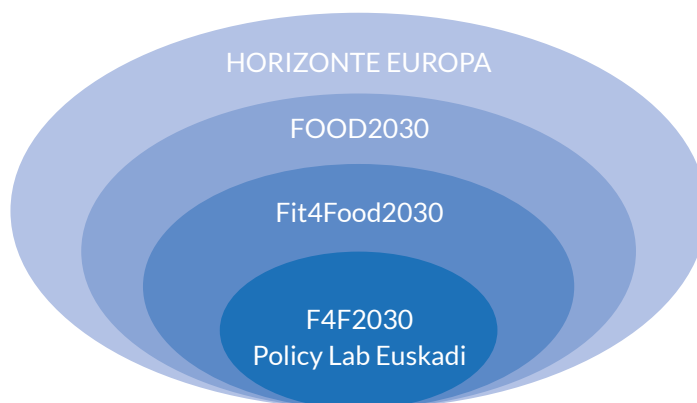 HORIZONTE EUROPA
FOOD2030
Fit4Food2030
F4F2030
Policy Lab Euskadi